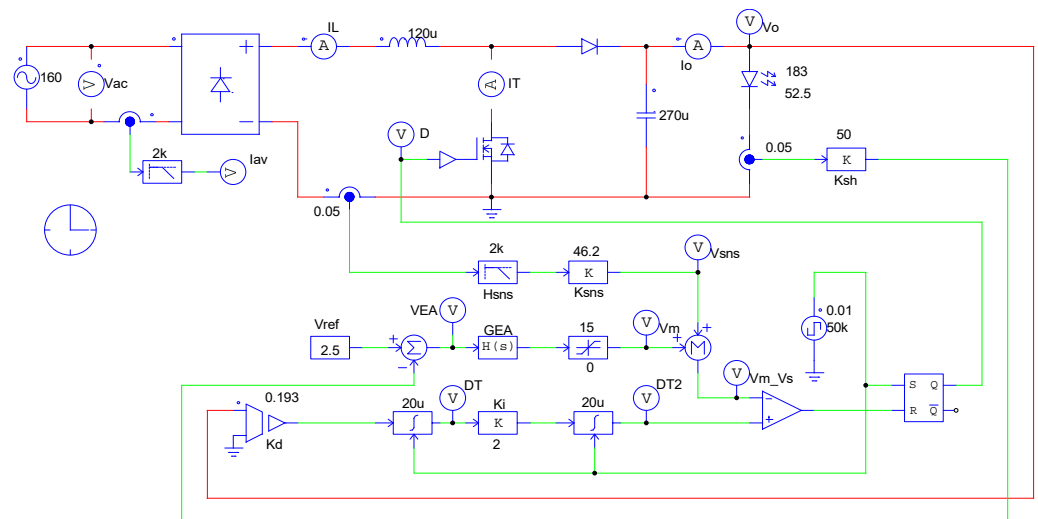 IL
120u
Vo
Io
160
Vac
A
V
A
IT
A
V
183
52.5
270u
V
D
50
0.05
K
Ksh
2k
Iav
V
0.05
2k
46.2
V
Vsns
Hsns
K
Ksns
0.01
50k
VEA
V
Vref
2.5
Σ
GEA
H(s)
15
0
V
Vm
M
V
Vm_Vs
DT
V
DT2
V
S Q
R Q
0.193
Kd
20u
∫
Ki
K
2
20u
∫